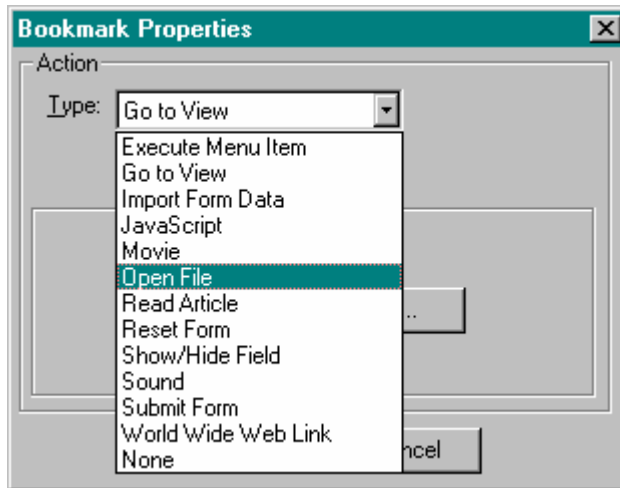 Bookmark Properties
Action
Type: Go to View
Execute Menu Item
Go to View
Import Form Data
JavaScript
Movie
Open File
Read Article
..
Reset Form
Show/Hide Field
Sound
Submit Form
World Wide Web Link
ncel
None